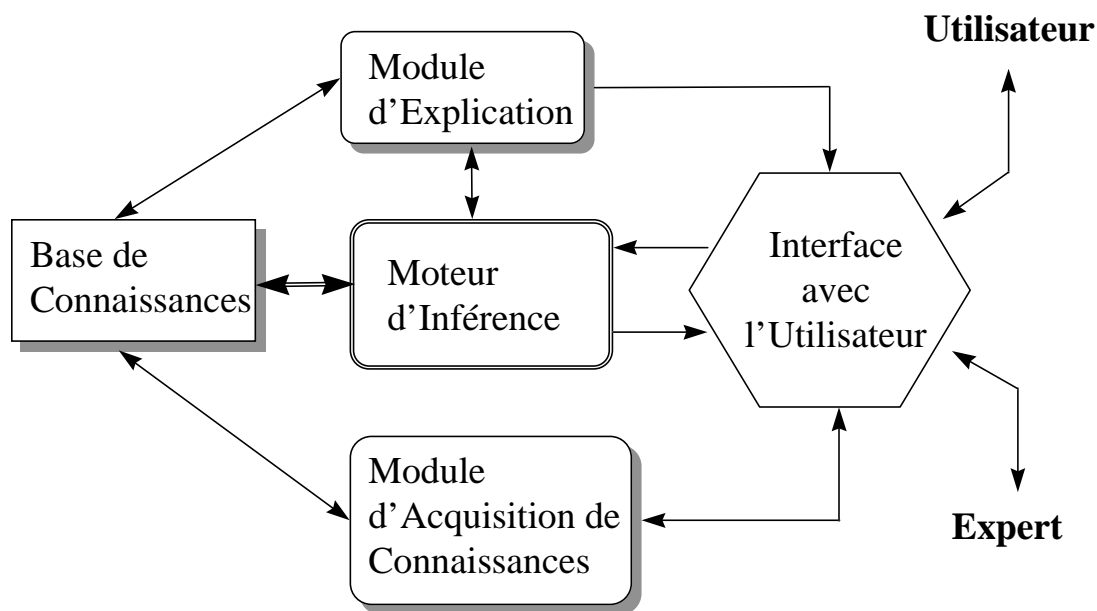 Utilisateur
Module
d’Explication
Base de
Connaissances
Moteur
d’Inférence
Interface
avec
l’Utilisateur
Module
d’Acquisition de
Connaissances
Expert